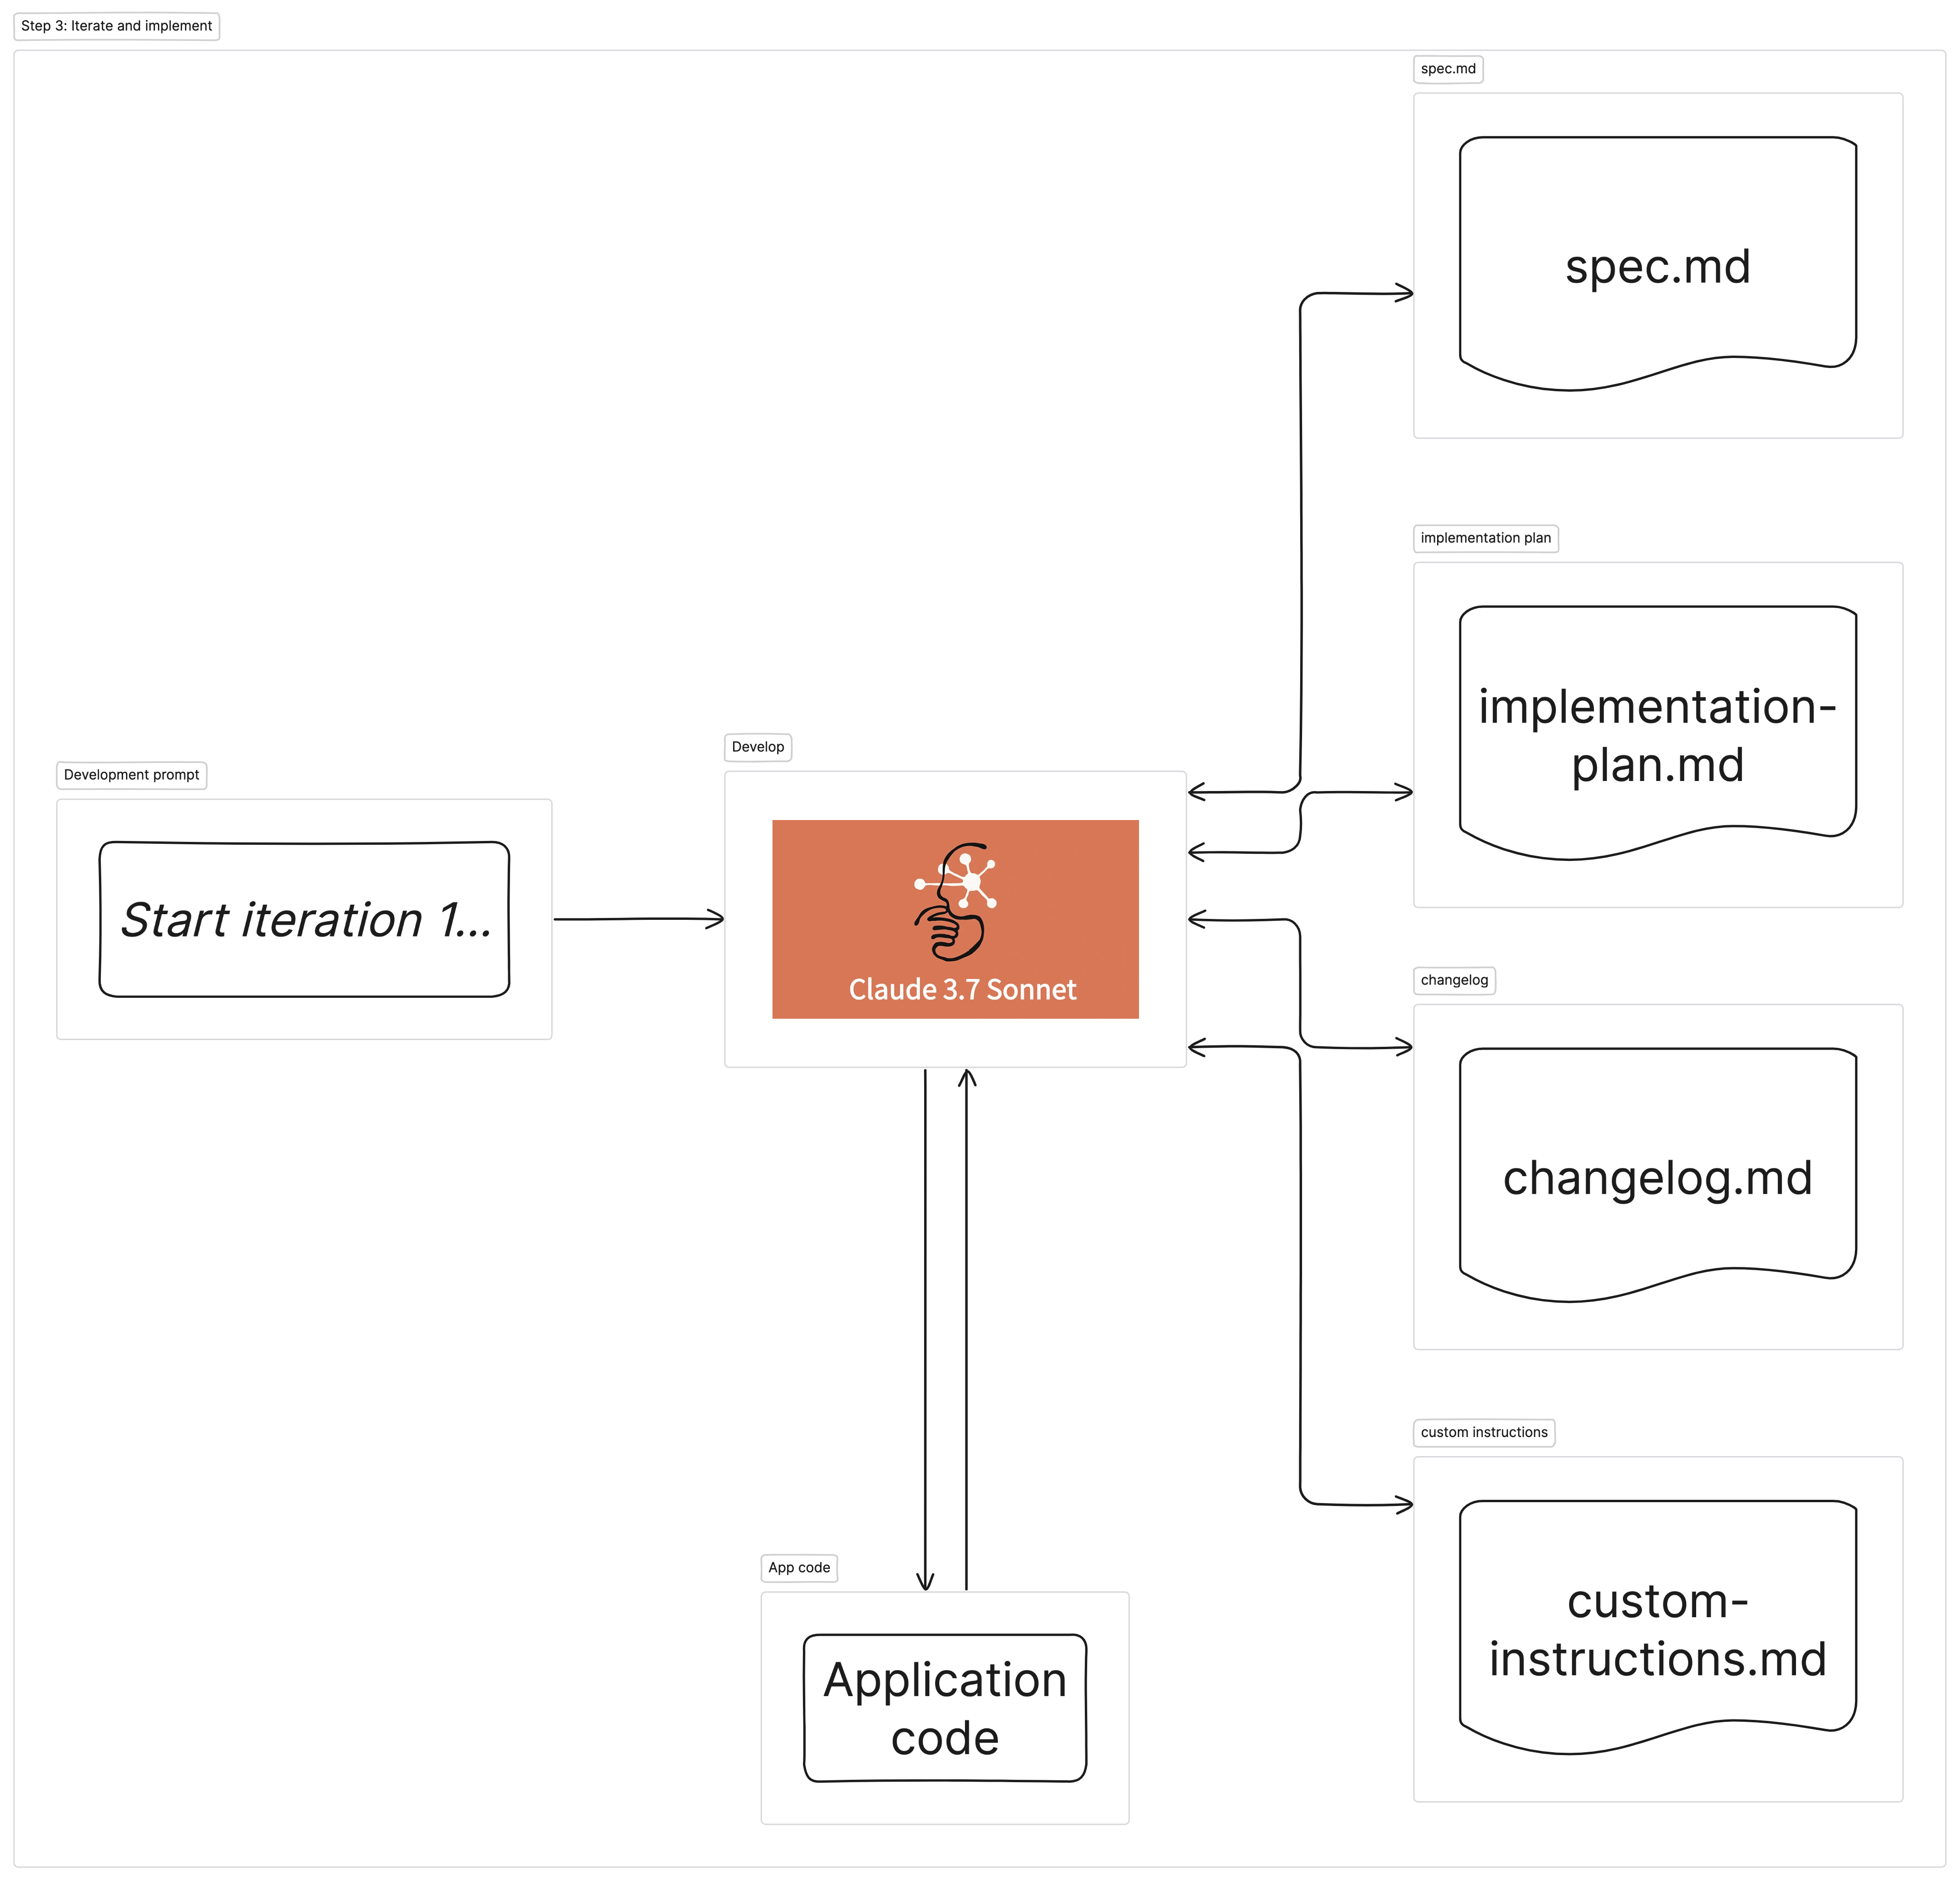 Step 3: Iterate and implement
spec.md
spec.md
implementation plan
implementation-
plan.md
Develop
Claude 3.7 Sonnet
Development prompt
Start iteration 1...
changelog
changelog.md
custom instructions
custom-
instructions.md
App code
Application
code